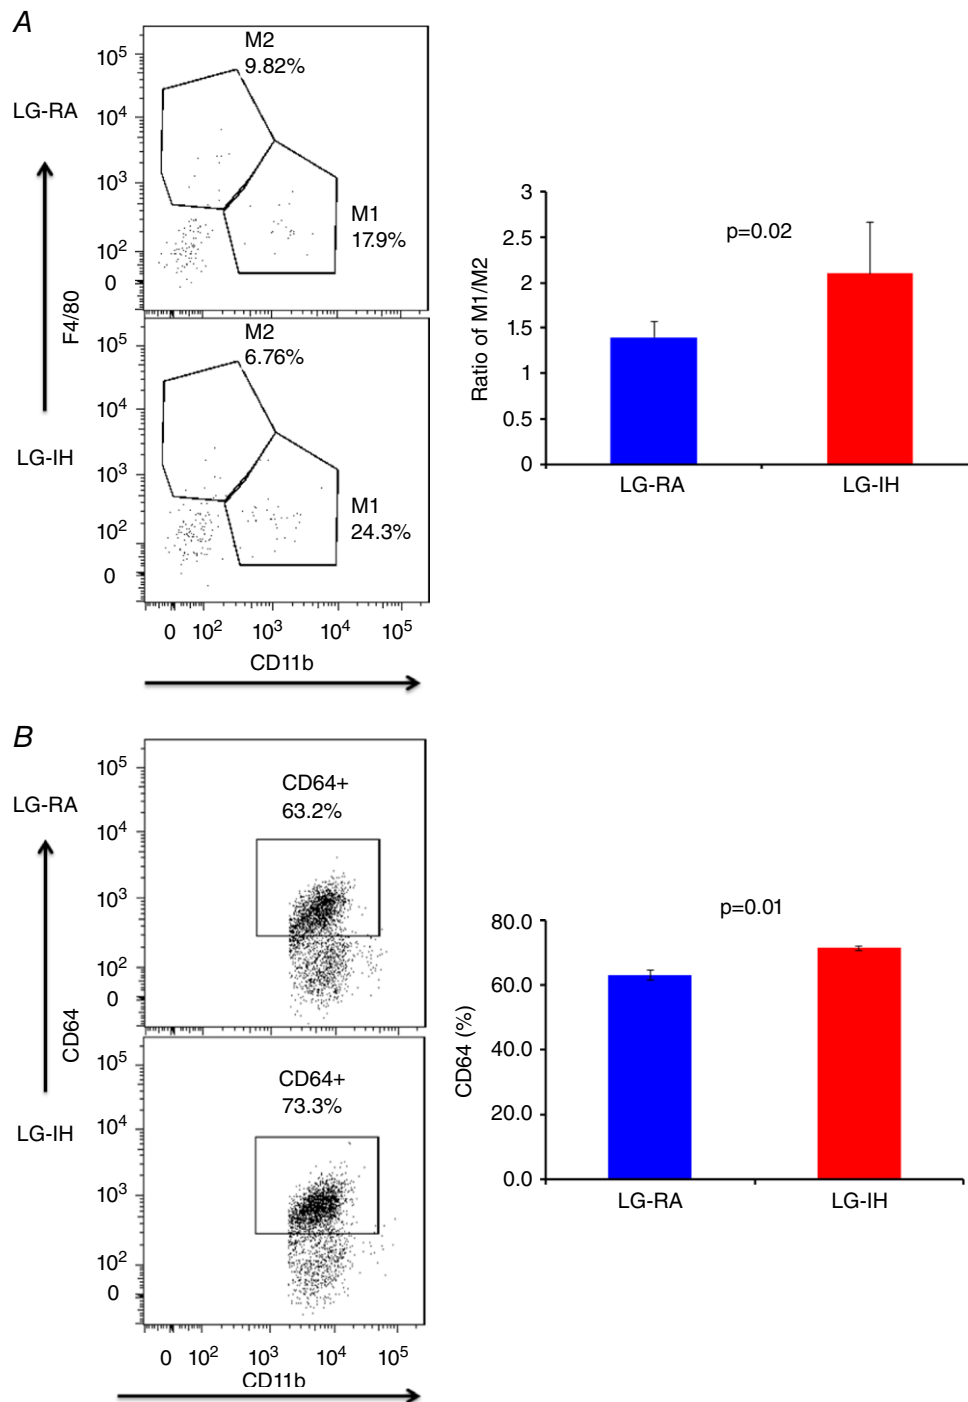 A
LG-RA
F4/80
LG-IH
10⁵
10⁴
10³
10²
0
M2
9.82%
M1
17.9%
10⁵
10⁴
10³
10²
0
M2
6.76%
M1
24.3%
0 10² 10³ 10⁴ 10⁵
CD11b
Ratio of M1/M2
3
2.5
2
1.5
1
0.5
0
p=0.02
LG-RA LG-IH
B
LG-RA
CD64
LG-IH
10⁵
10⁴
10³
10²
0
CD64+
63.2%
10⁵
10⁴
10³
10²
0
CD64+
73.3%
0 10² 10³ 10⁴ 10⁵
CD11b
CD64 (%)
80.0
60.0
40.0
20.0
0.0
p=0.01
LG-RA LG-IH